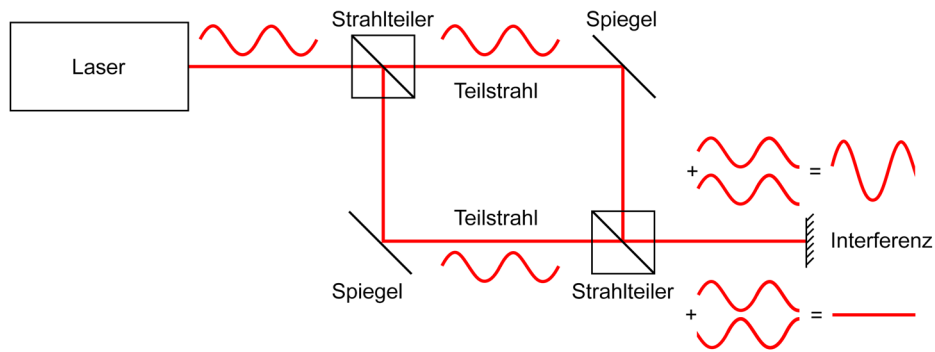 Strahlteiler
Spiegel
Laser
Teilstrahl
+ =
Teilstrahl
Interferenz
Spiegel
Strahlteiler
+ =